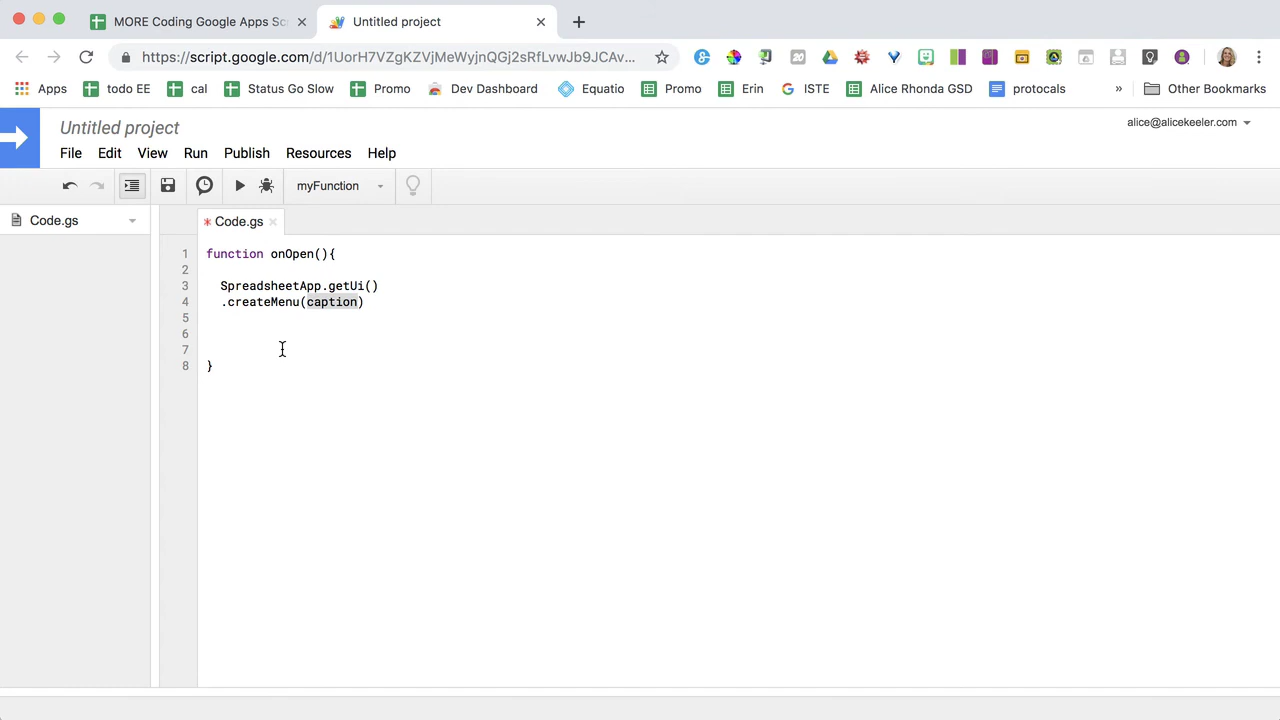 MORE Coding Google Apps Scr
Untitled project
https://script.google.com/d/1UorH7VZgKZVjMeWyjnQGj2sRfLvwJb9JCAv...
Apps
todo EE
cal
Status Go Slow
Promo
Dev Dashboard
Equatio
Promo
Erin
ISTE
Alice Rhonda GSD
protocals
»
Other Bookmarks
Untitled project
alice@alicekeeler.com
File Edit View Run Publish Resources Help
myFunction
Code.gs
* Code.gs
1 function onOpen(){
2
3 SpreadsheetApp.getUi()
4 .createMenu(caption)
5
6
7
8 }